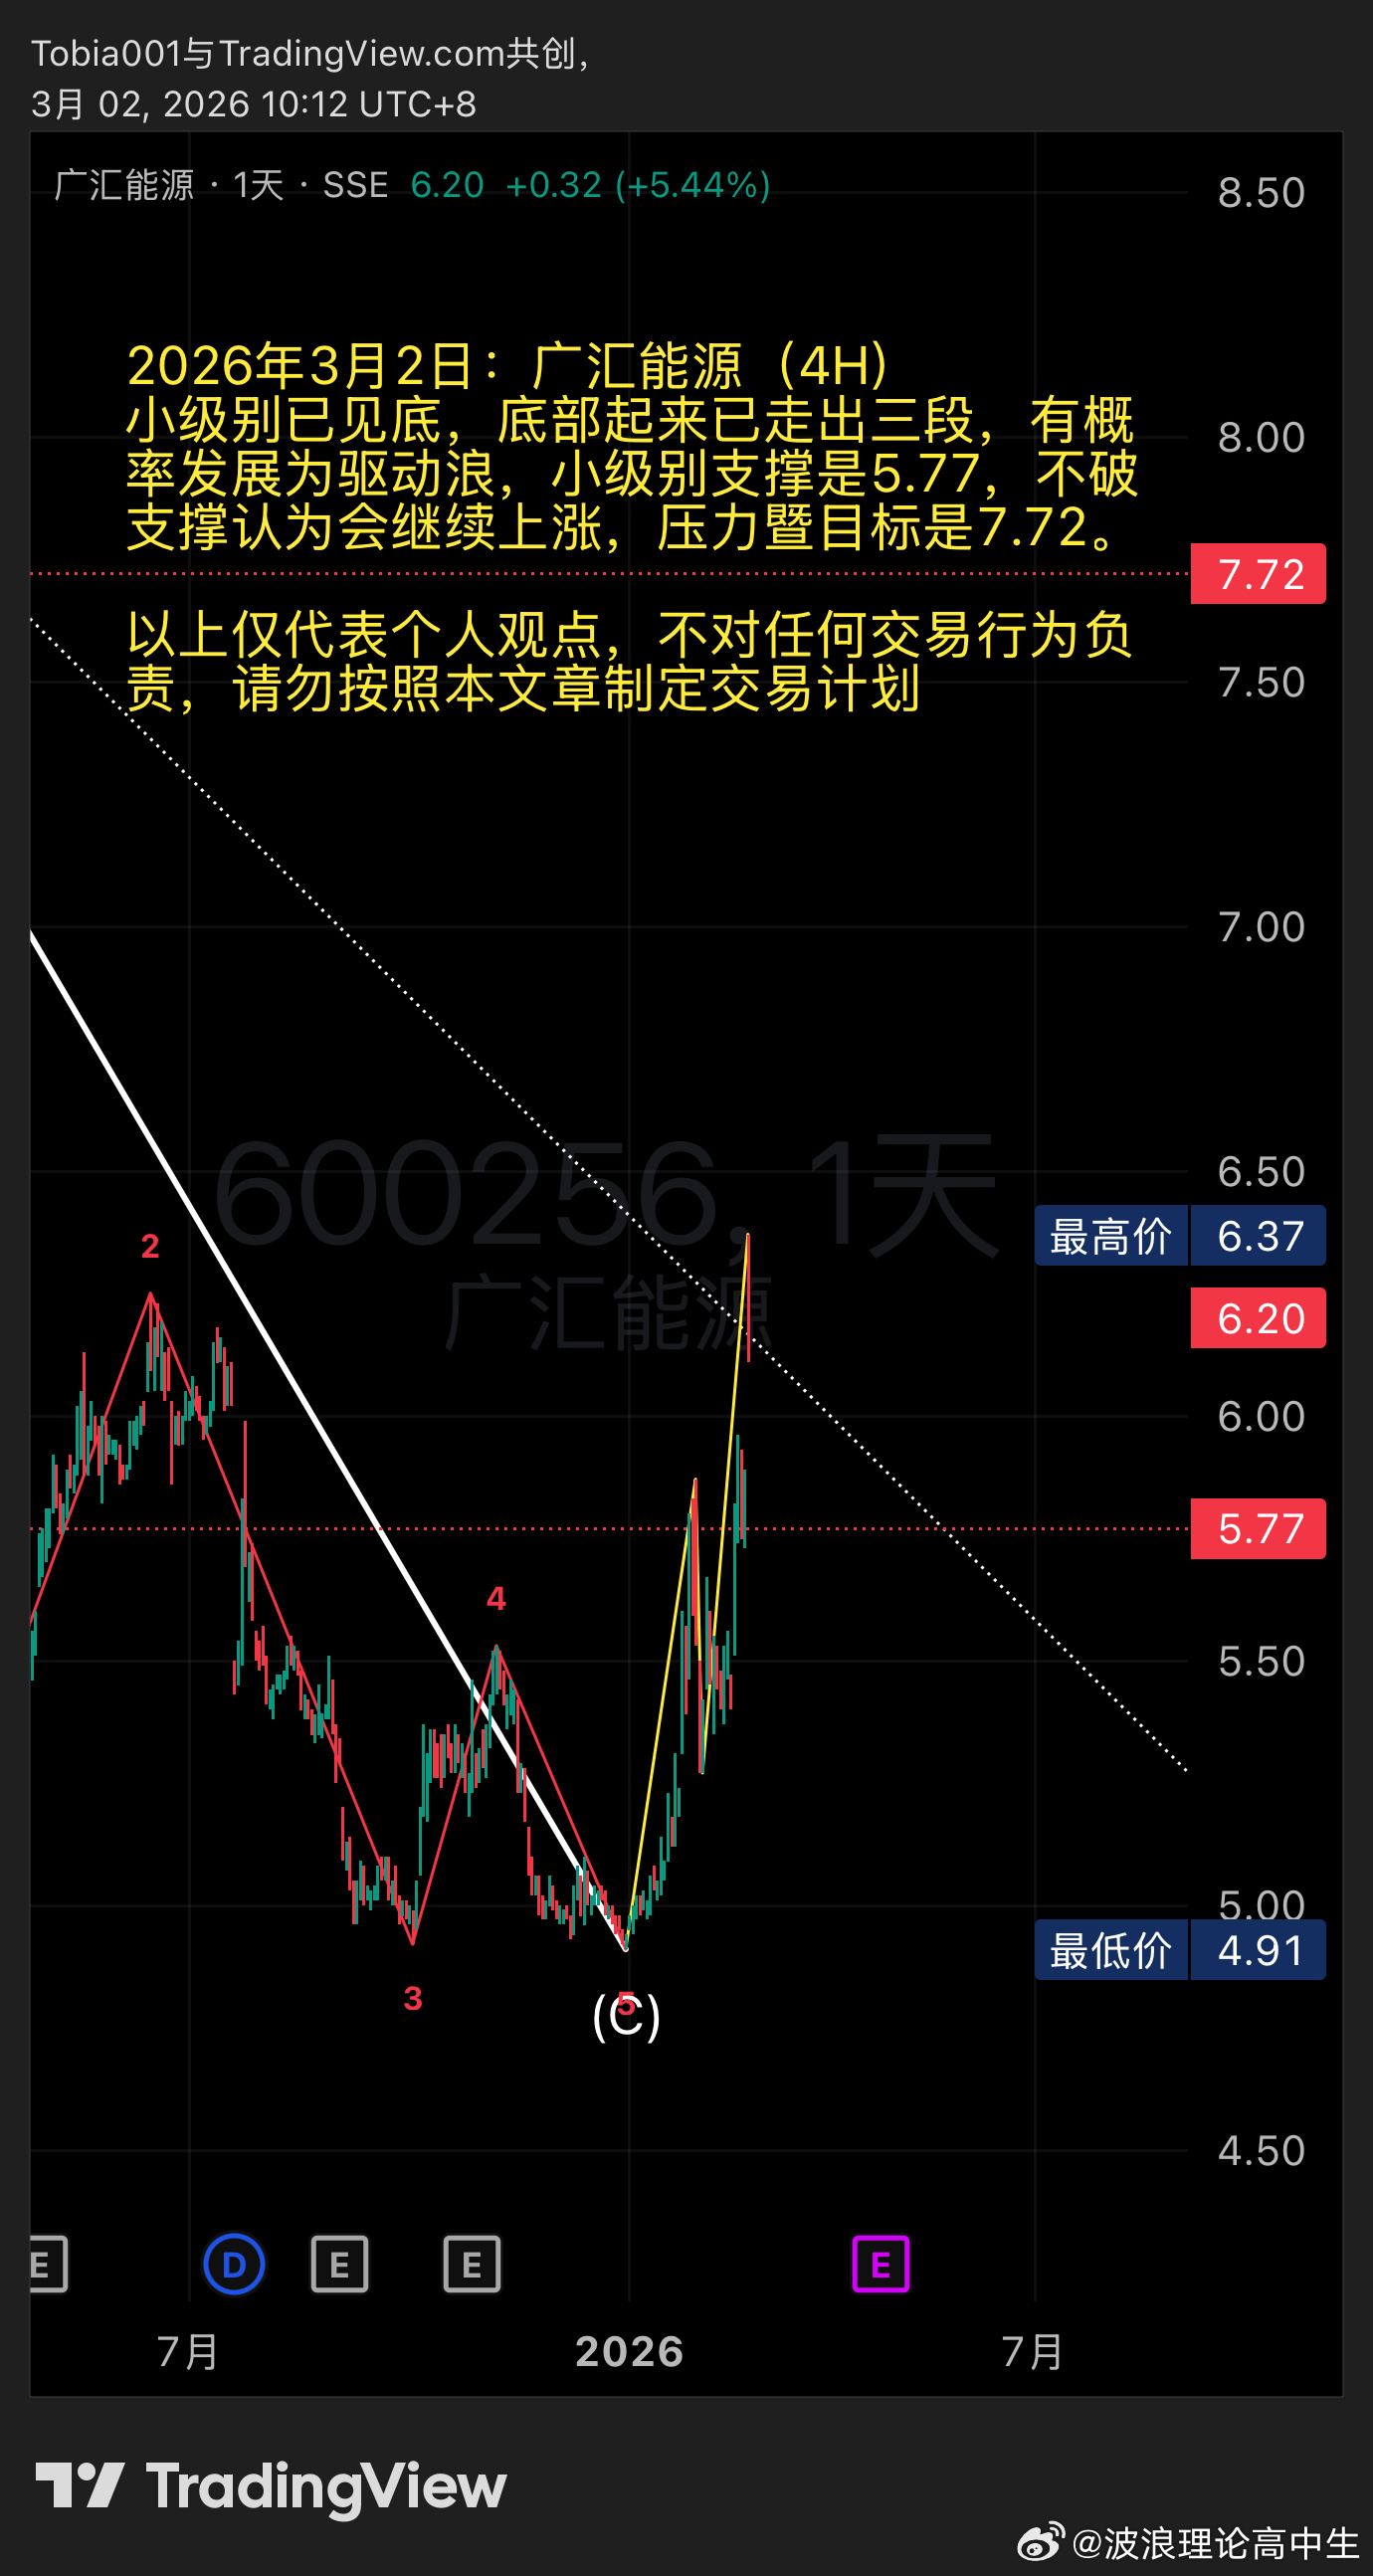 Tobia001与TradingView.com共创，
3月 02, 2026 10:12 UTC+8
广汇能源 · 1天 · SSE 6.20 +0.32 (+5.44%)
8.50
2026年3月2日：广汇能源（4H）
小级别已见底，底部起来已走出三段，有概
8.00
率发展为驱动浪，小级别支撑是5.77，不破
支撑认为会继续上涨，压力暨目标是7.72。
7.72
以上仅代表个人观点，不对任何交易行为负
责，请勿按照本文章制定交易计划
7.50
7.00
600256, 1天
6.50
最高价 6.37
2
广汇能源
6.20
6.00
5.77
4
5.50
5.00
最低价 4.91
3
5
(C)
4.50
E D E E E
7月 2026 7月
TradingView
@波浪理论高中生